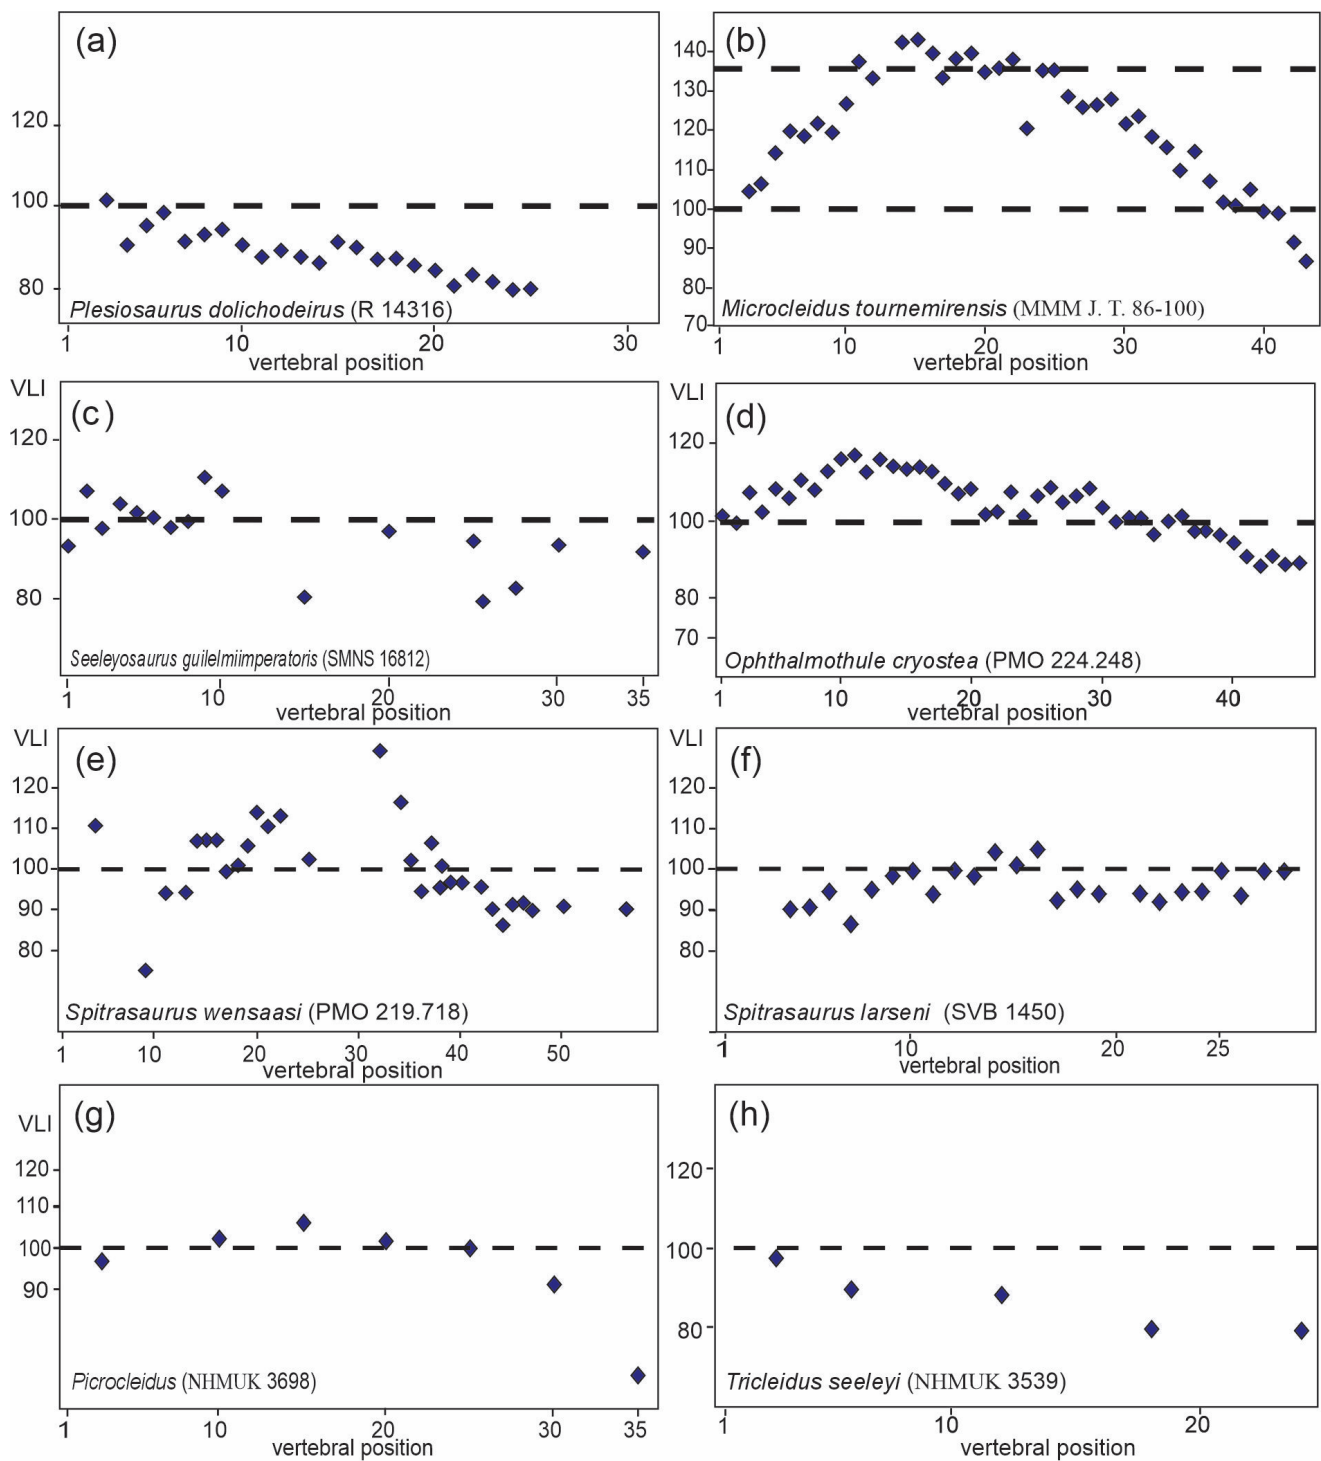 (a)
120
100
80
Plesiosaurus dolichodeirus (R 14316)
1 10 20 30
vertebral position
(b)
140
130
120
110
100
90
80
70
Microcleidus tournemirensis (MMM J. T. 86-100)
1 10 20 30 40
vertebral position
VLI
(c)
120
100
80
Seeleyosaurus guilelmiimperatoris (SMNS 16812)
1 10 20 30 35
vertebral position
VLI
(d)
120
100
80
70
Ophthalmothule cryostea (PMO 224.248)
1 10 20 30 40
vertebral position
VLI
(e)
120
110
100
90
80
Spitrasaurus wensaasi (PMO 219.718)
1 10 20 30 40 50
vertebral position
VLI
(f)
120
110
100
90
80
Spitrasaurus larseni (SVB 1450)
1 10 20 25
vertebral position
(g)
VLI
120
110
100
90
Picrocleidus (NHMUK 3698)
1 10 20 30 35
vertebral position
(h)
120
100
80
Tricleidus seeleyi (NHMUK 3539)
1 10 20
vertebral position